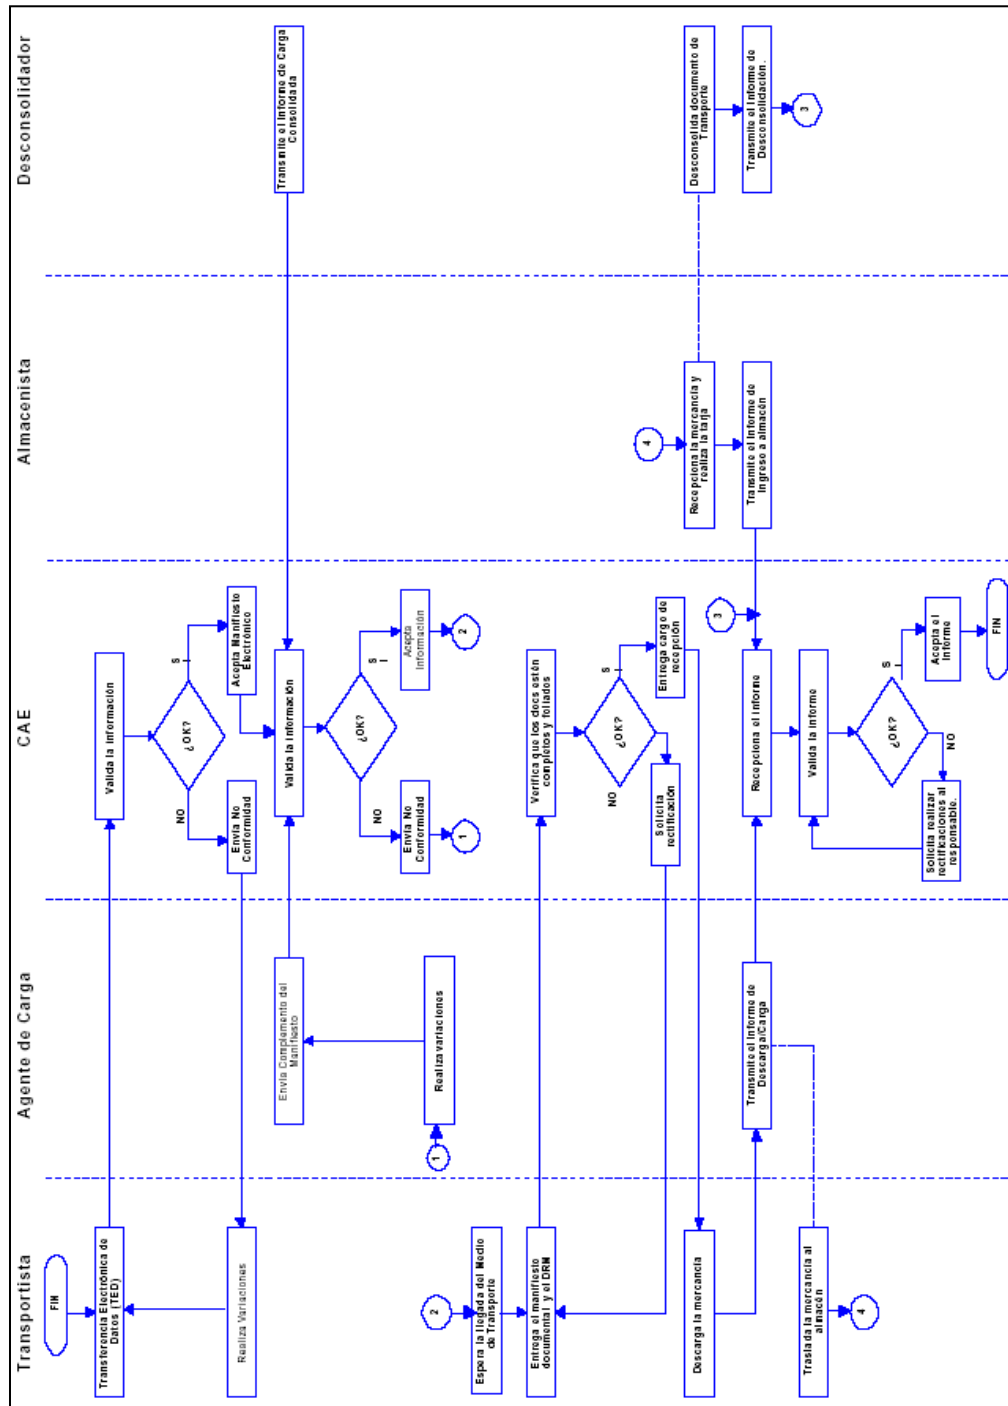 Transportista
Agente de Carga
CAE
Almacenista
Desconsolidador
FIN
Transferencia Electrónica de
Datos (TED)
Valida la Información
¿OK?
NO
S
I
Envía No
Conformidad
Acepta Manifiesto
Electrónico
Realiza Variaciones
Envía Complemento del
Manifiesto
Valida la Información
Transmite el Informe de Carga
Consolidada
¿OK?
NO
S
I
Envía No
Conformidad
1
Acepta
Información
2
1
Realiza variaciones
2
Espera la llegada del Medio
de Transporte
Entrega el manifiesto
documental y el DRM
Verifica que los docs estén
completos y foliados
¿OK?
NO
S
I
Solicita
rectificación
Entrega cargo de
recepción
Descarga la mercancía
Transmite el Informe de
Descarga/Carga
Traslada la mercancía al
almacén
4
4
Recepciona la mercancía y
realiza la tarja
Transmite el Informe de
Ingreso a almacén
Desconsolida documento de
Transporte
Transmite el Informe de
Desconsolidación.
3
3
Recepciona el informe
Valida la informe
¿OK?
NO
S
I
Solicita realizar
rectificaciones al
responsable.
Acepta el
Informe
FIN